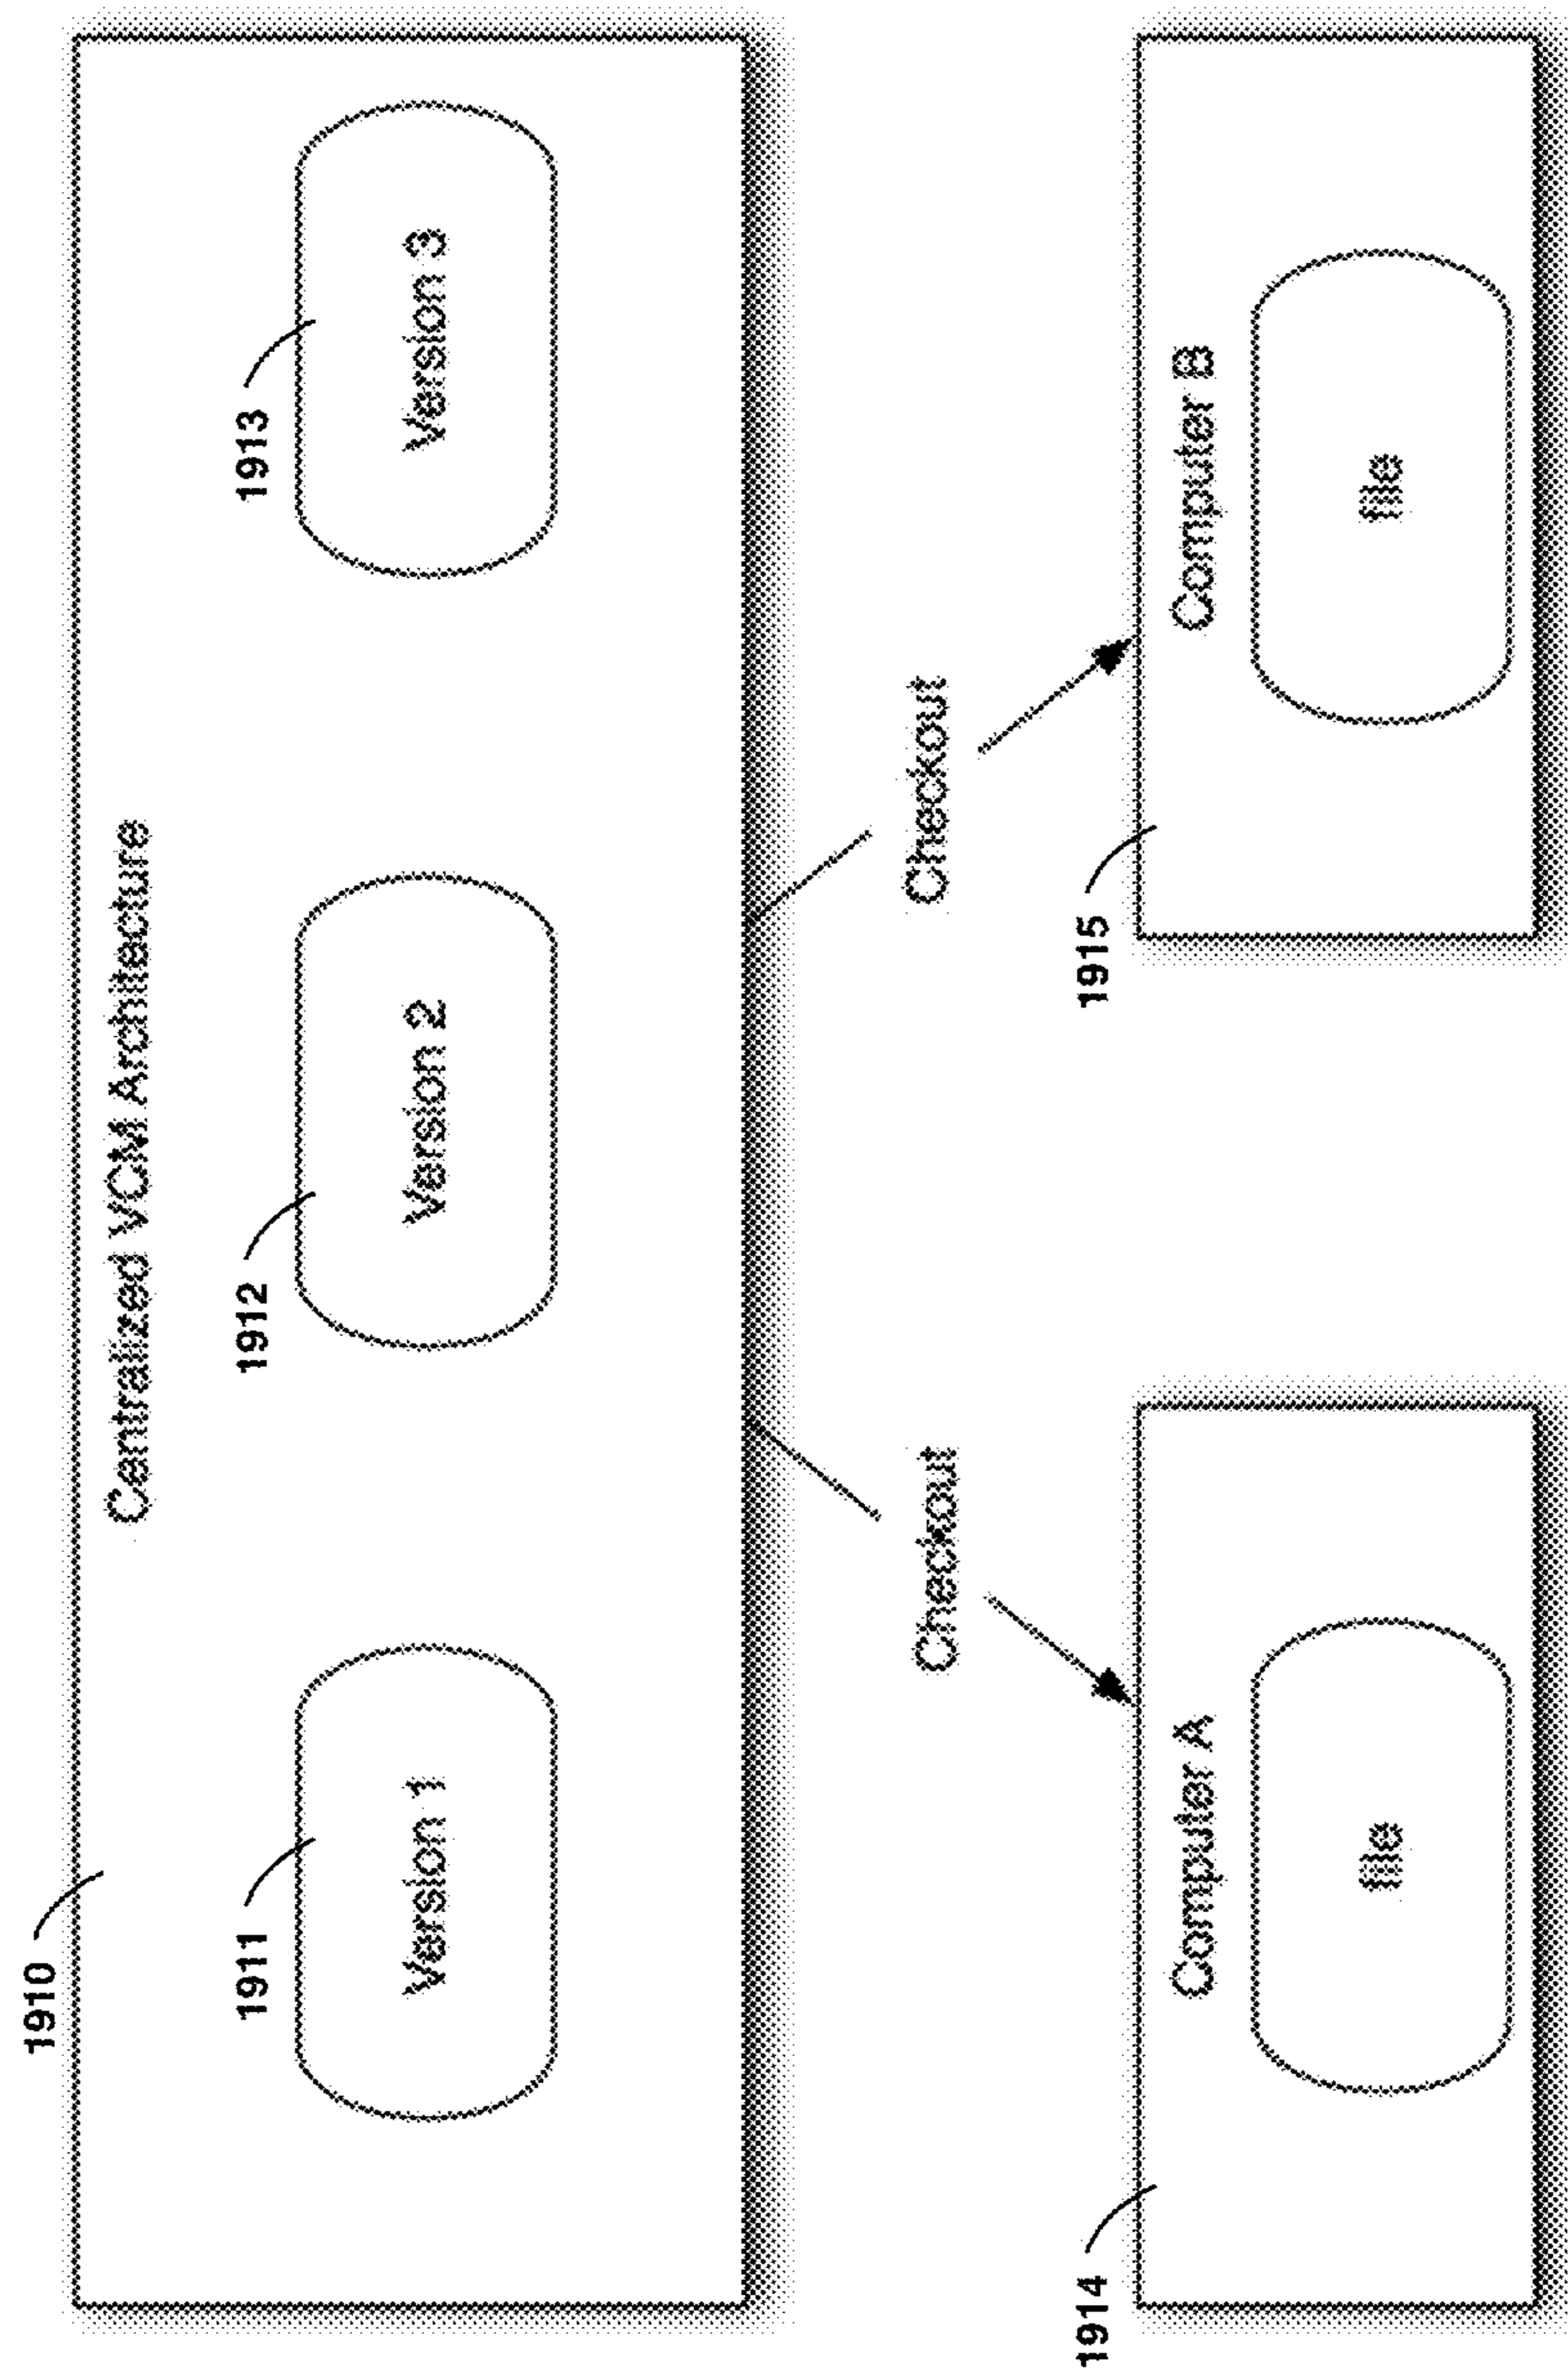 1910
Centralized VCM Architecture
1911
1912
1913
Version 1
Version 2
Version 3
Checkout
Checkout
1914
1915
Computer A
Computer B
file
file